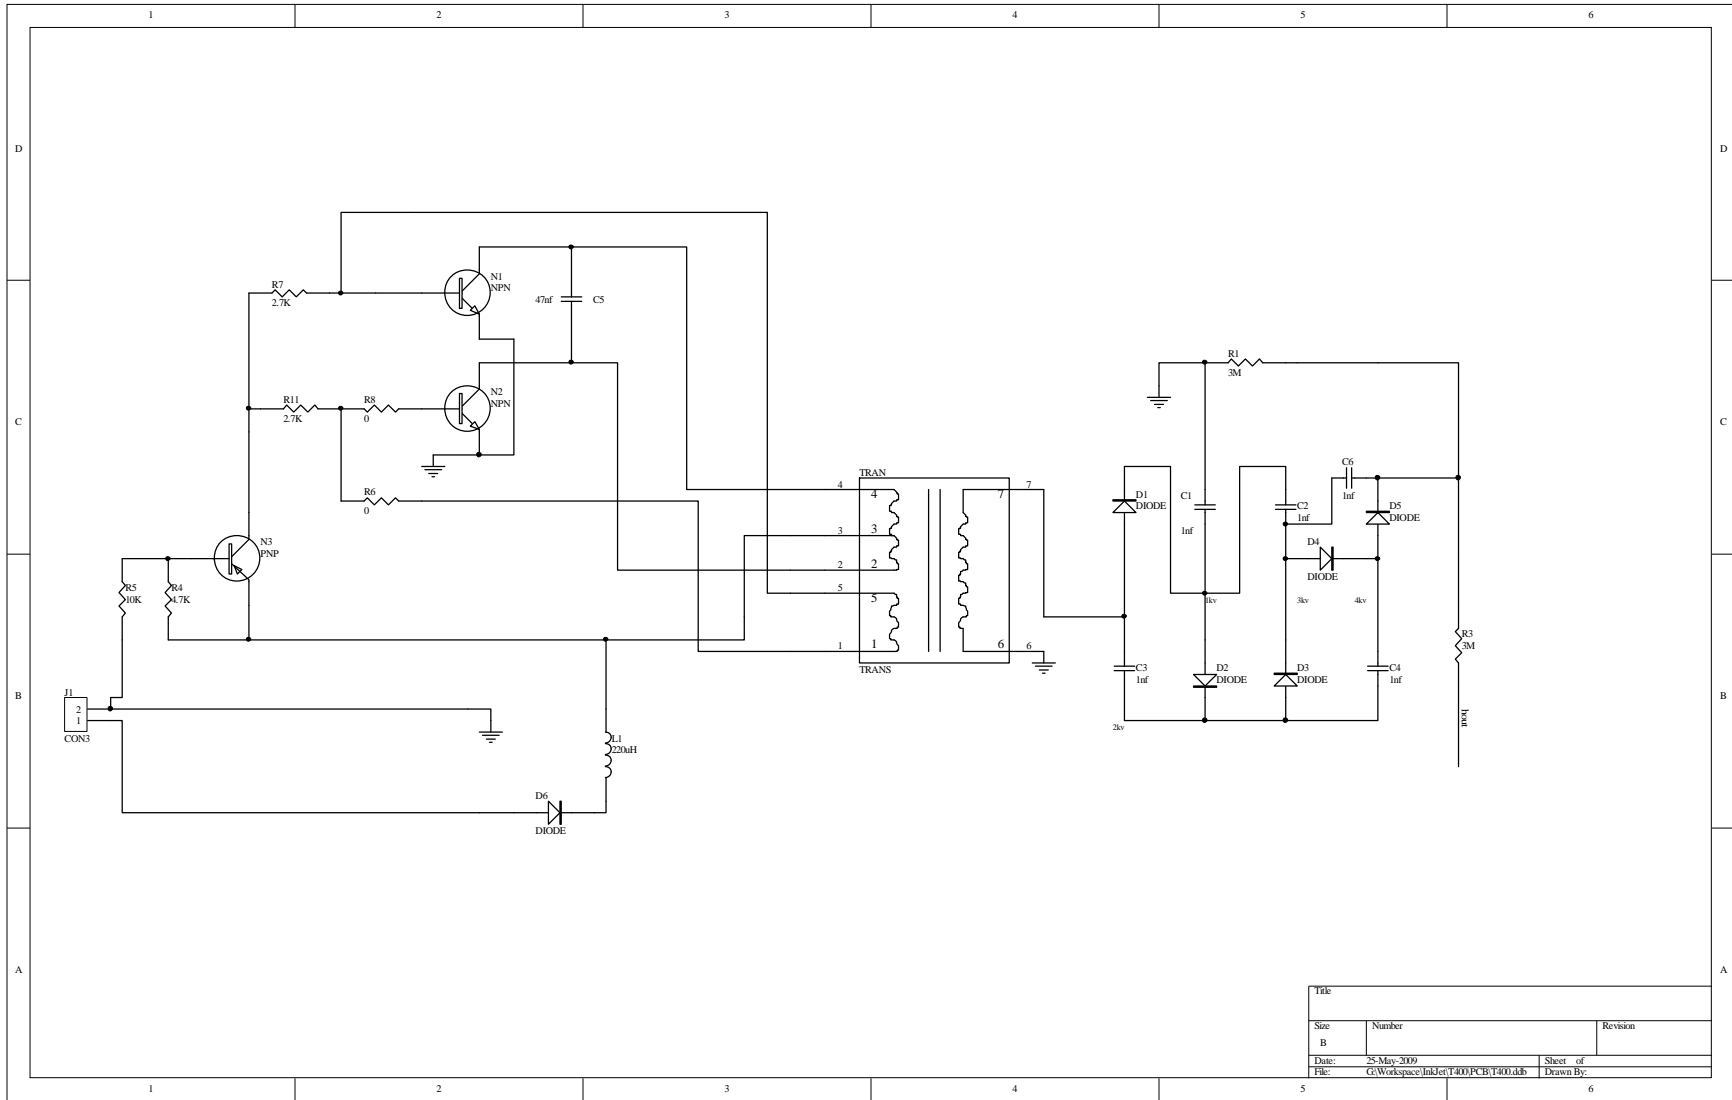 1 2 3 4 5 6
D D
R7
2.7K
N1
NPN
47nf C5
R1
3M
R11
2.7K
R8
0
N2
NPN
C C
R6
0
TRAN
4 4
3 3
2 2
5 5
1 1
7 7
6 6
TRANS
D1
DIODE
C1
1nf
C2
1nf
C6
1nf
D5
DIODE
D4
DIODE
1kv 3kv 4kv
N3
PNP
R5
10K
R4
4.7K
R3
3M
C3
1nf
D2
DIODE
D3
DIODE
C4
1nf
2kv
hout
B B
J1
2
1
CON3
L1
220uH
D6
DIODE
A A
Title
Size Number Revision
B
Date: 25-May-2009 Sheet of
File: G:\Workspace\InkJet\T400\PCB\T400.ddb Drawn By:
1 2 3 4 5 6